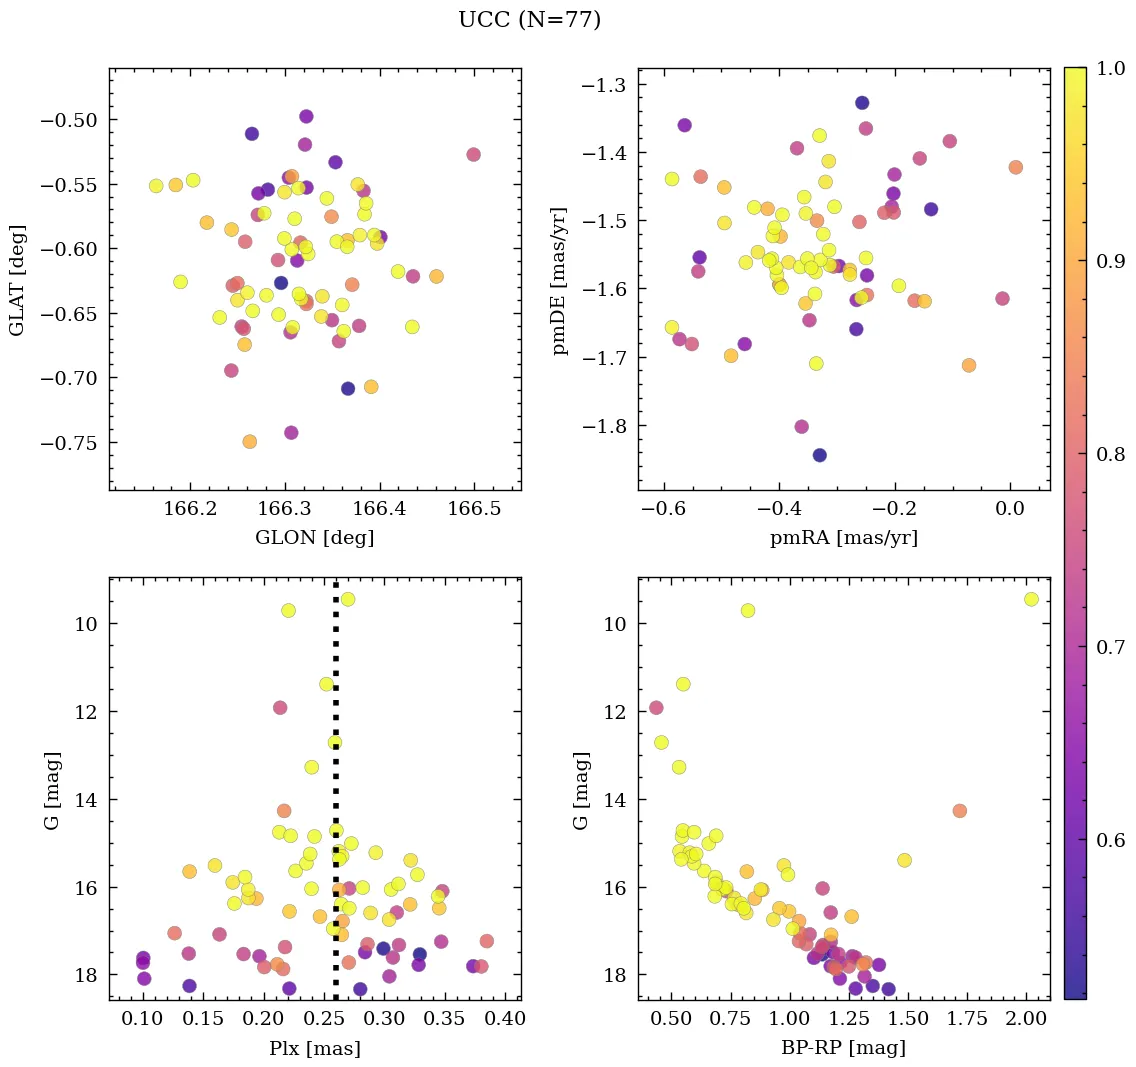 UCC (N=77)
−0.50
−0.55
−0.60
−0.65
−0.70
−0.75
GLAT [deg]
166.2 166.3 166.4 166.5
GLON [deg]
−1.3
−1.4
−1.5
−1.6
−1.7
−1.8
pmDE [mas/yr]
−0.6 −0.4 −0.2 0.0
pmRA [mas/yr]
1.0
0.9
0.8
0.7
0.6
10
12
14
16
18
G [mag]
0.10 0.15 0.20 0.25 0.30 0.35 0.40
Plx [mas]
10
12
14
16
18
G [mag]
0.50 0.75 1.00 1.25 1.50 1.75 2.00
BP-RP [mag]